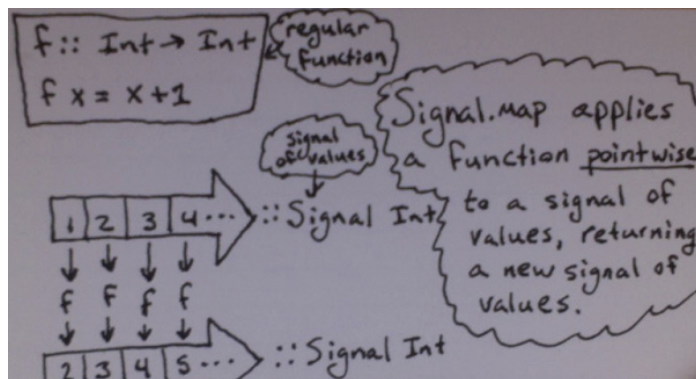 f :: Int → Int
f x = x+1
regular
function
Signal.map applies
a function pointwise
to a signal of
values, returning
a new signal of
values.
signal
of values
1 2 3 4 ... :: Signal Int
f f f f
2 3 4 5 ... :: Signal Int